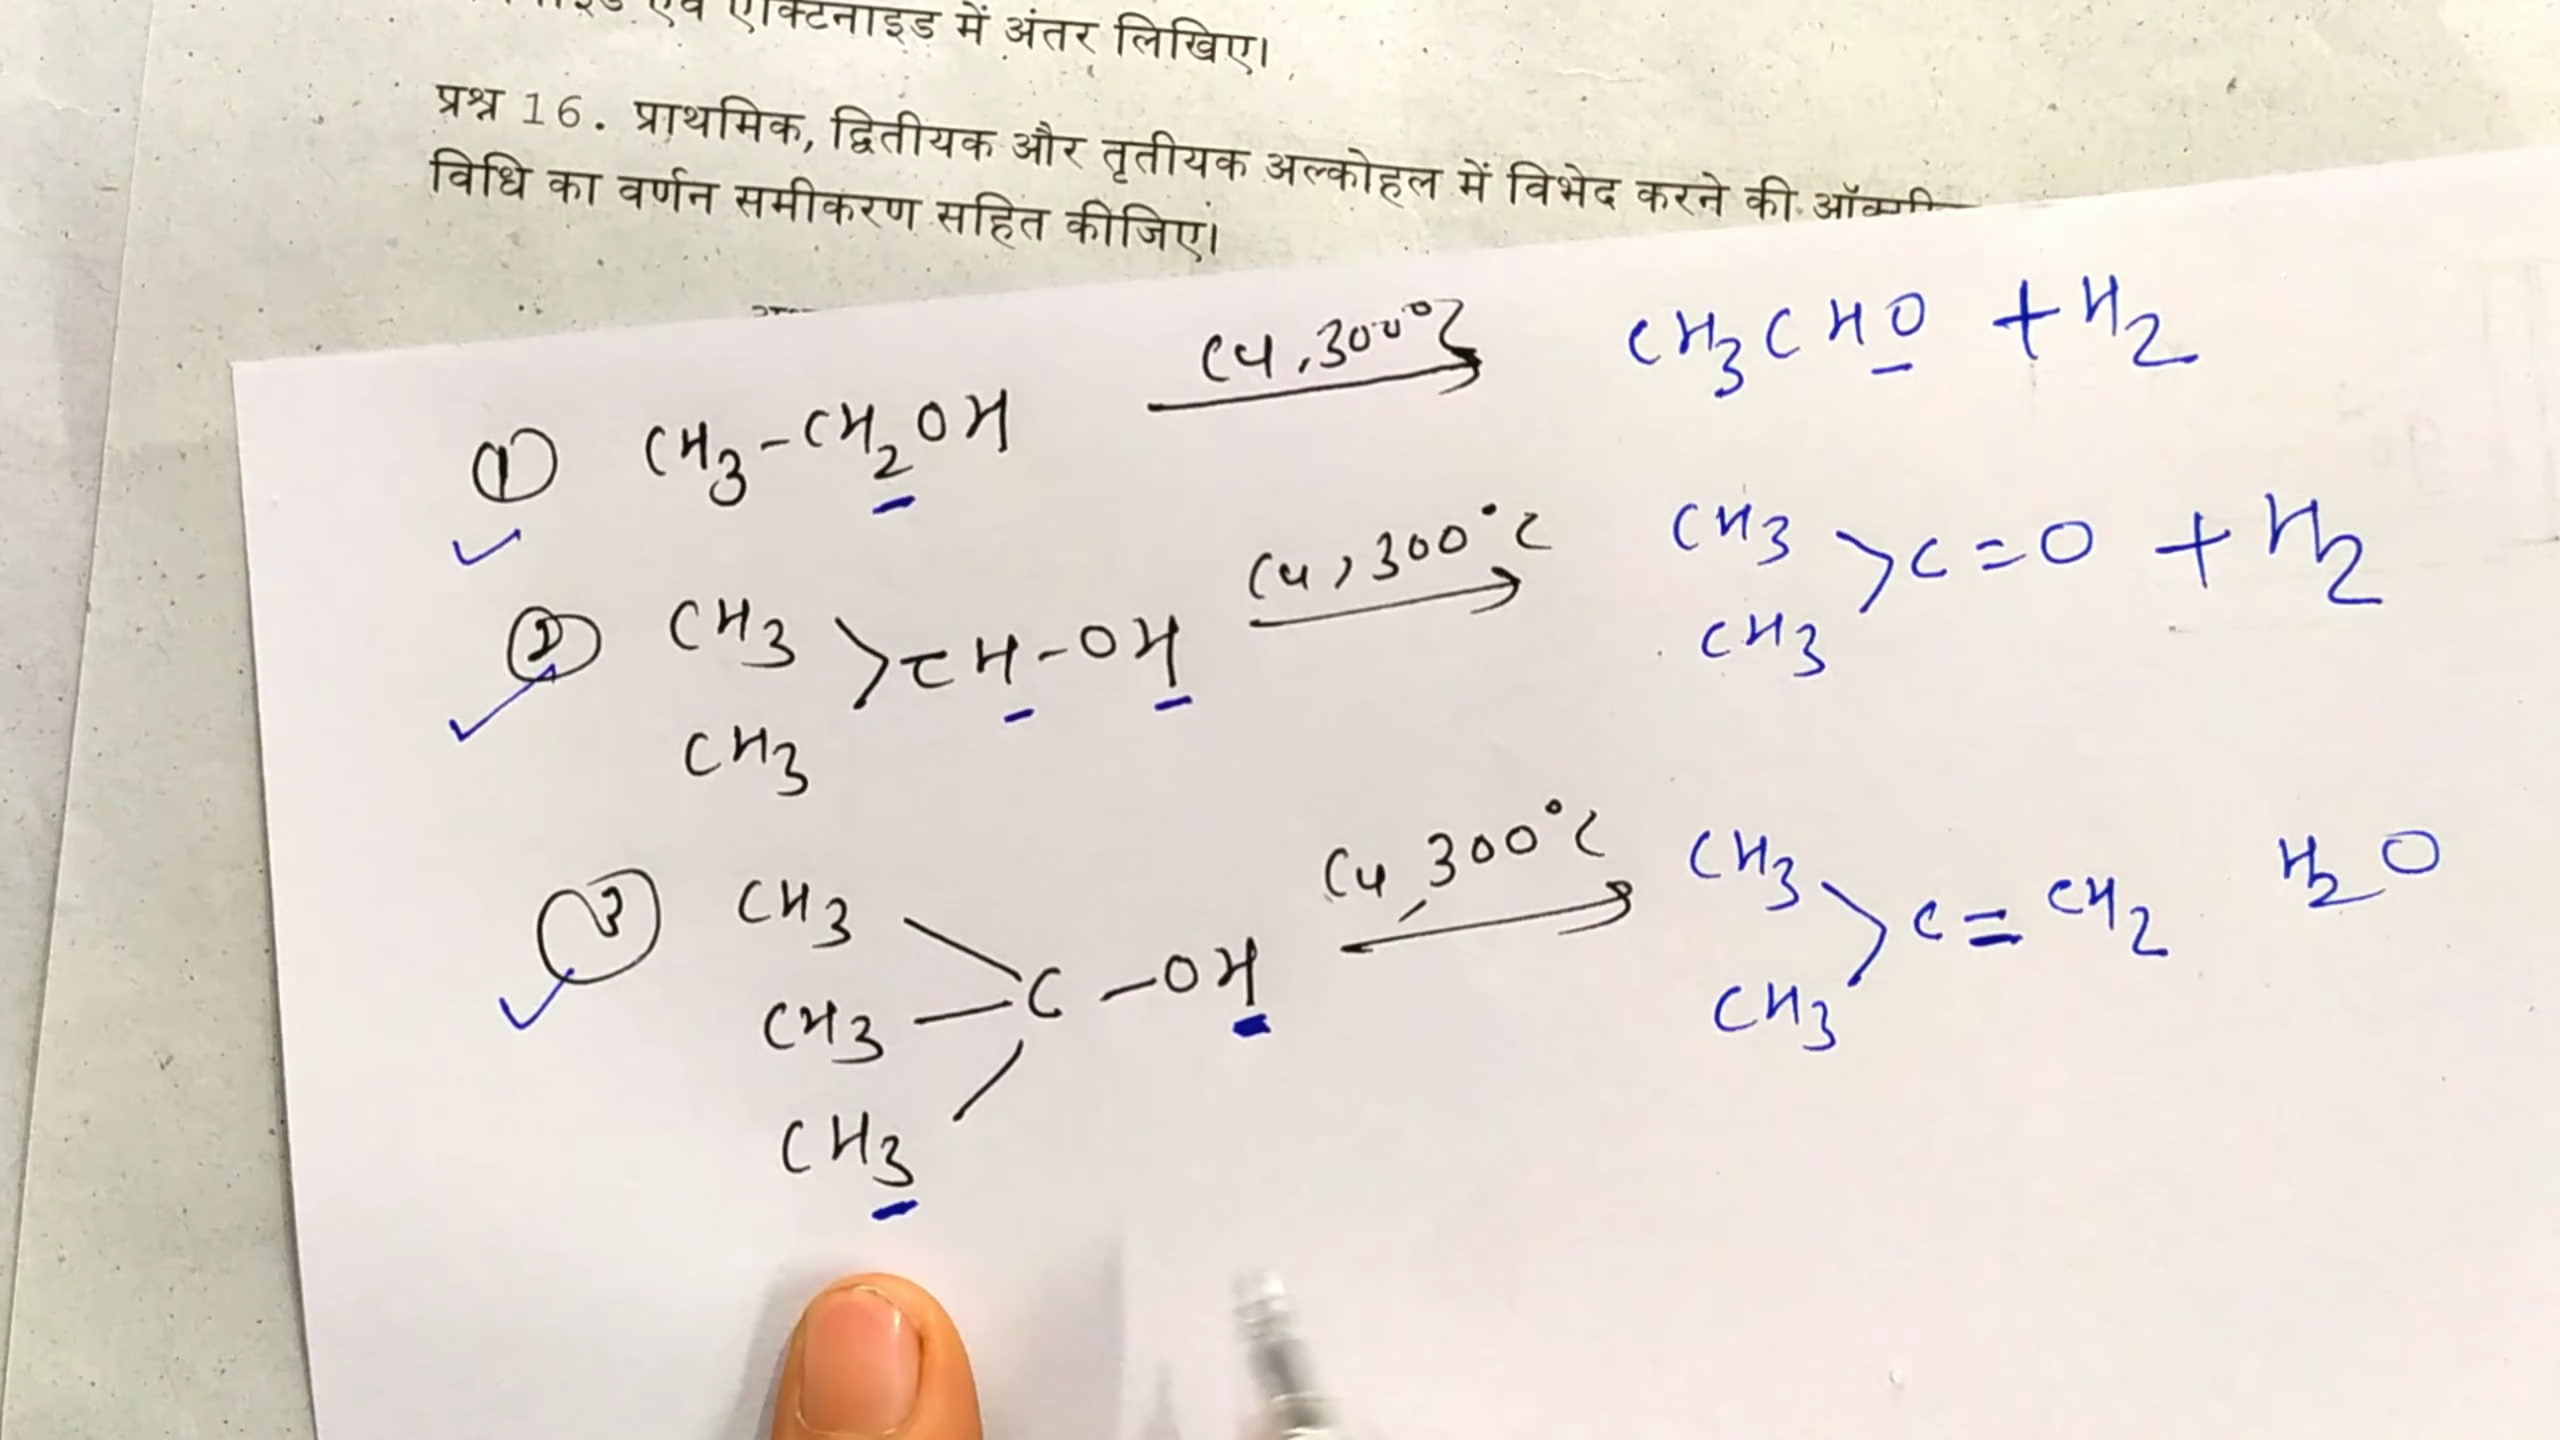 एवं एक्टिनाइड में अंतर लिखिए।
प्रश्न 16. प्राथमिक, द्वितीयक और तृतीयक अल्कोहल में विभेद करने की
विधि का वर्णन समीकरण सहित कीजिए।
① CH3-CH2OH Cu, 300°C → CH3CHO + H2
② CH3 CH3 >CH-OH Cu, 300°C → CH3 CH3 >C=O + H2
③ CH3 CH3 CH3 C-OH Cu, 300°C → CH3 CH3 >C=CH2 H2O